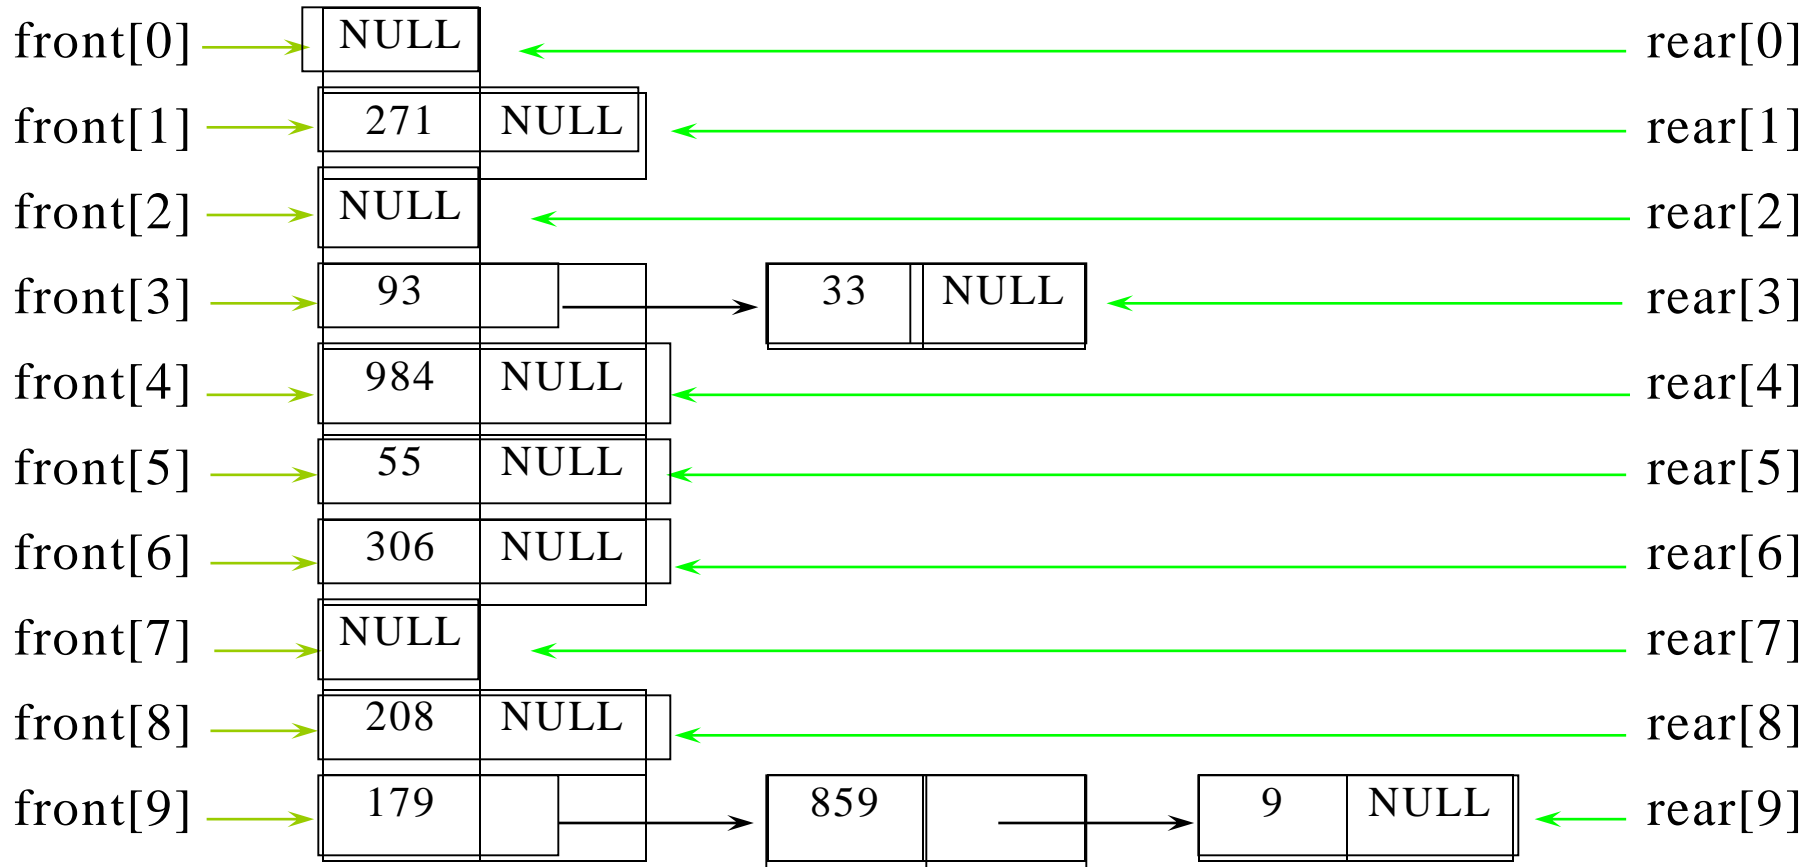 front[0] NULL rear[0]
front[1] 271 NULL rear[1]
front[2] NULL rear[2]
front[3] 93 33 NULL rear[3]
front[4] 984 NULL rear[4]
front[5] 55 NULL rear[5]
front[6] 306 NULL rear[6]
front[7] NULL rear[7]
front[8] 208 NULL rear[8]
front[9] 179 859 9 NULL rear[9]